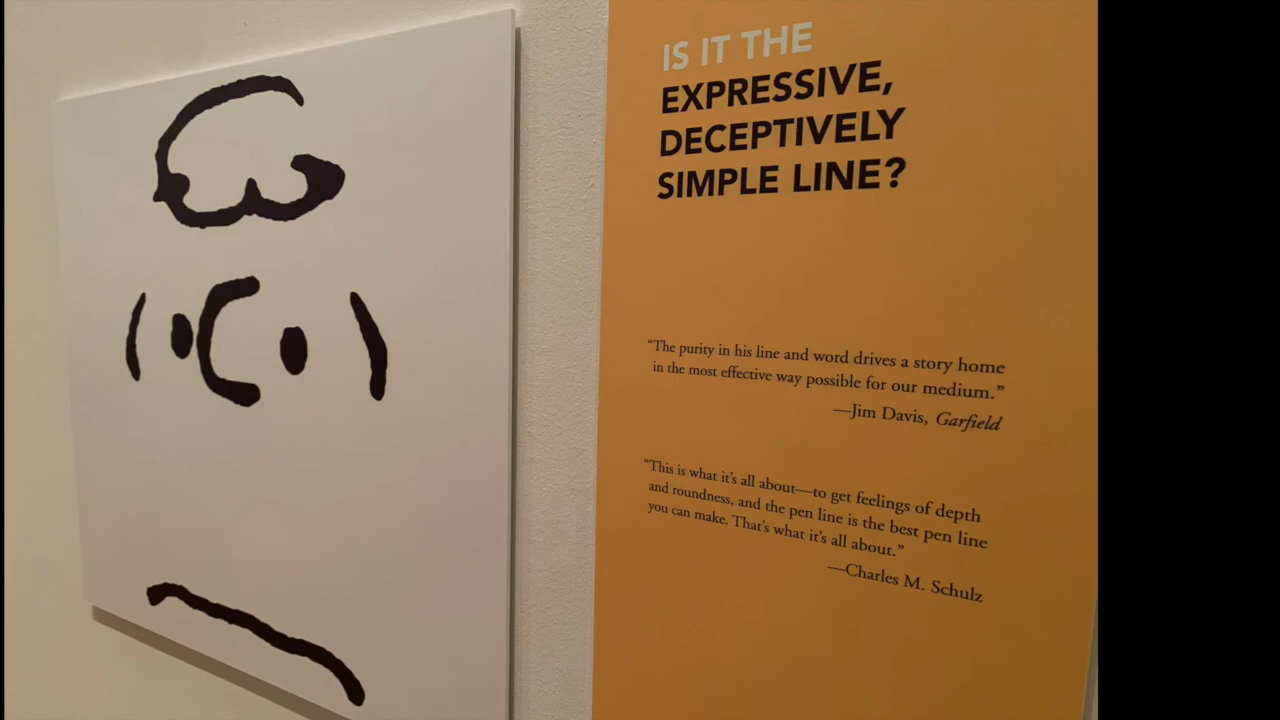 IS IT THE
EXPRESSIVE,
DECEPTIVELY
SIMPLE LINE?
“The purity in his line and word drives a story home
in the most effective way possible for our medium.”
—Jim Davis, Garfield
“This is what it’s all about—to get feelings of depth
and roundness, and the pen line is the best pen line
you can make. That’s what it’s all about.”
—Charles M. Schulz